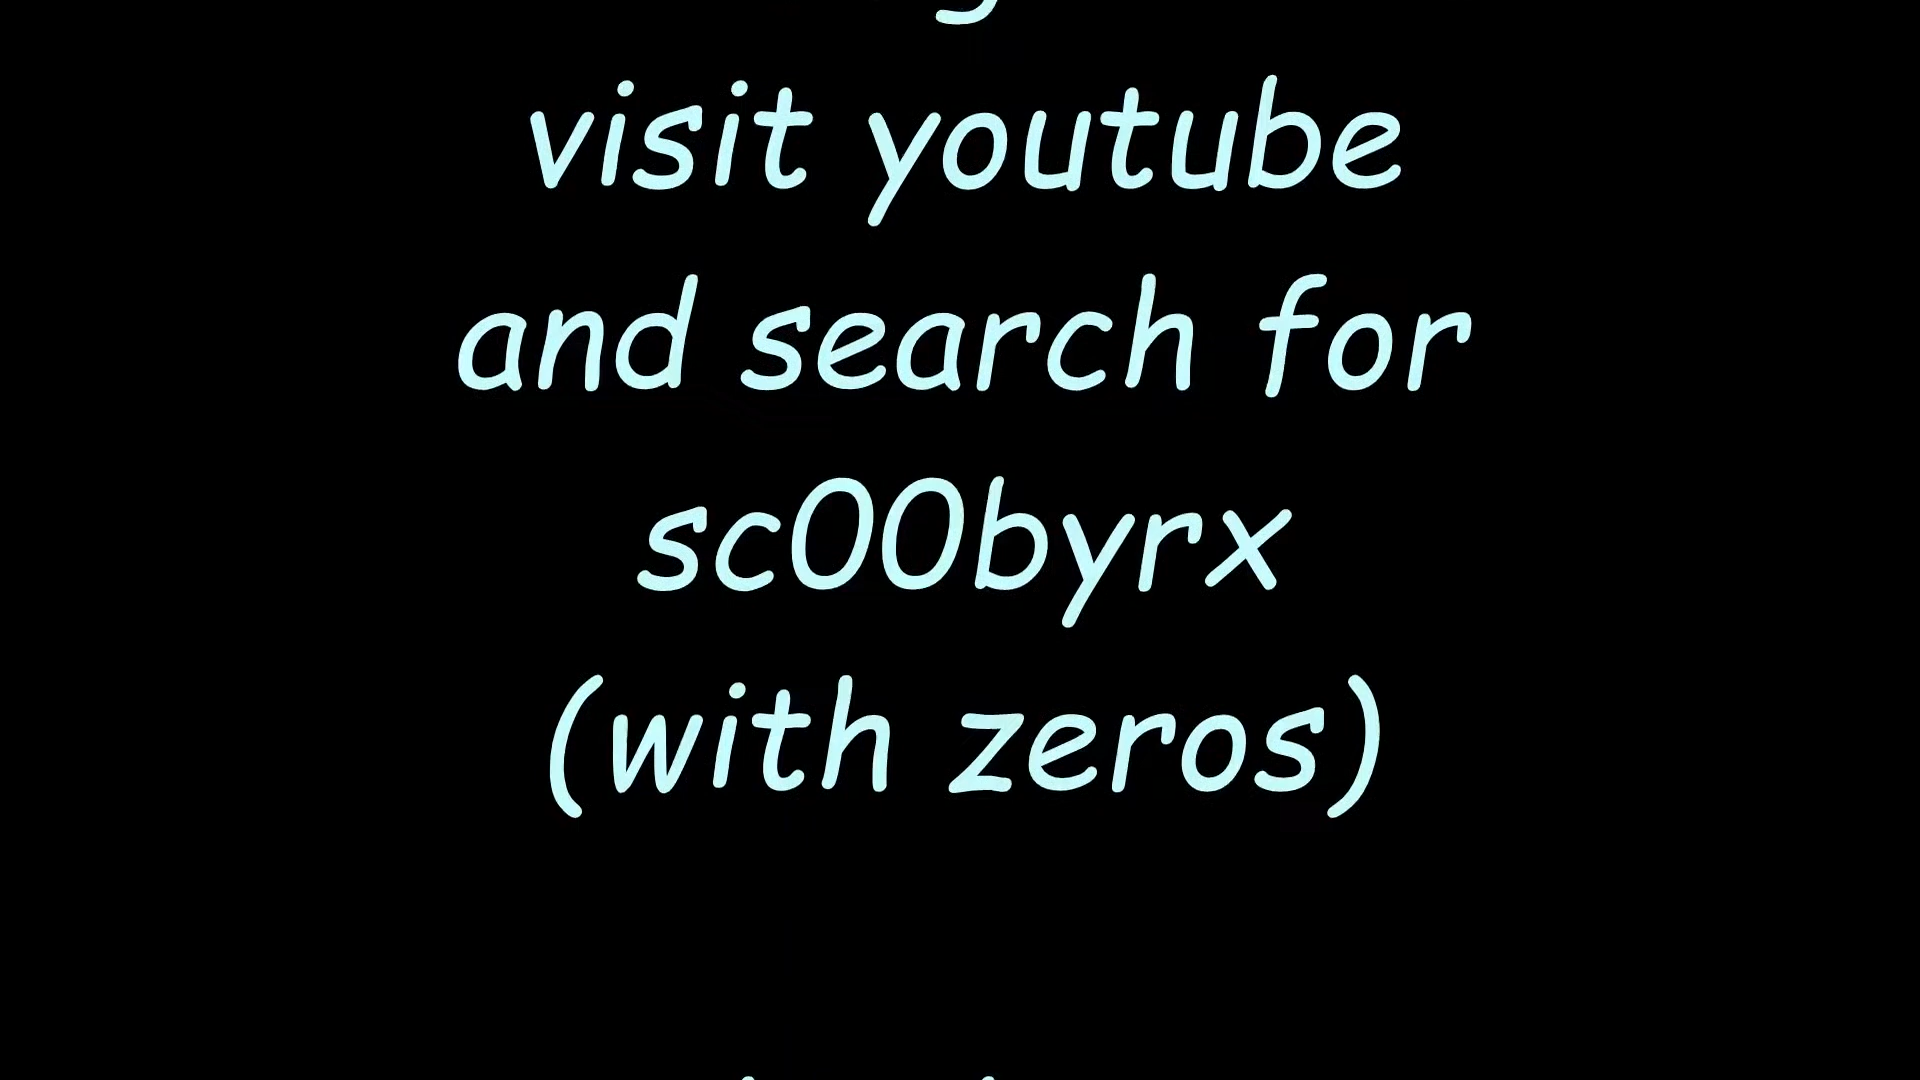 visit youtube
and search for
sc00byrx
(with zeros)